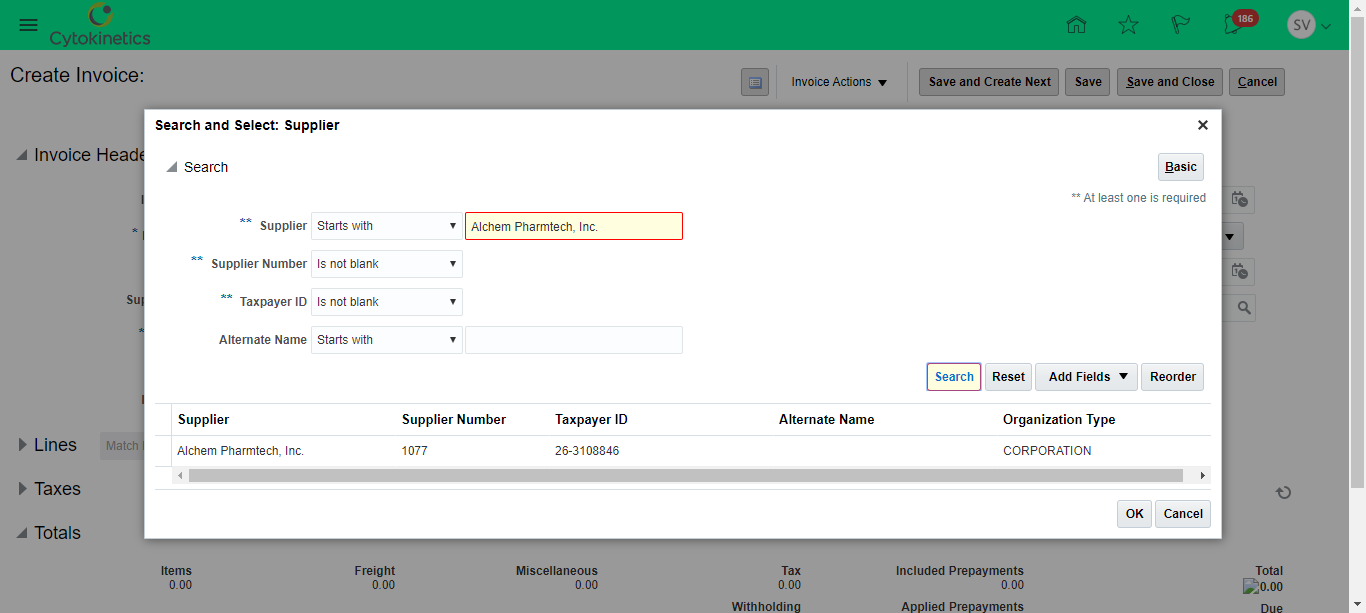 Cytokinetics
186
SV
Create Invoice:
Invoice Actions
Save and Create Next
Save
Save and Close
Cancel
Search and Select: Supplier
Invoice Heade
Search
Basic
** At least one is required
** Supplier Starts with Alchem Pharmtech, Inc.
** Supplier Number Is not blank
** Taxpayer ID Is not blank
Alternate Name Starts with
Sup
Search Reset Add Fields Reorder
Supplier Supplier Number Taxpayer ID Alternate Name Organization Type
Alchem Pharmtech, Inc. 1077 26-3108846 CORPORATION
Lines Match
Taxes
OK Cancel
Totals
Items Freight Miscellaneous Tax Included Prepayments Total
0.00 0.00 0.00 0.00 0.00 0.00
Withholding Applied Prepayments Due